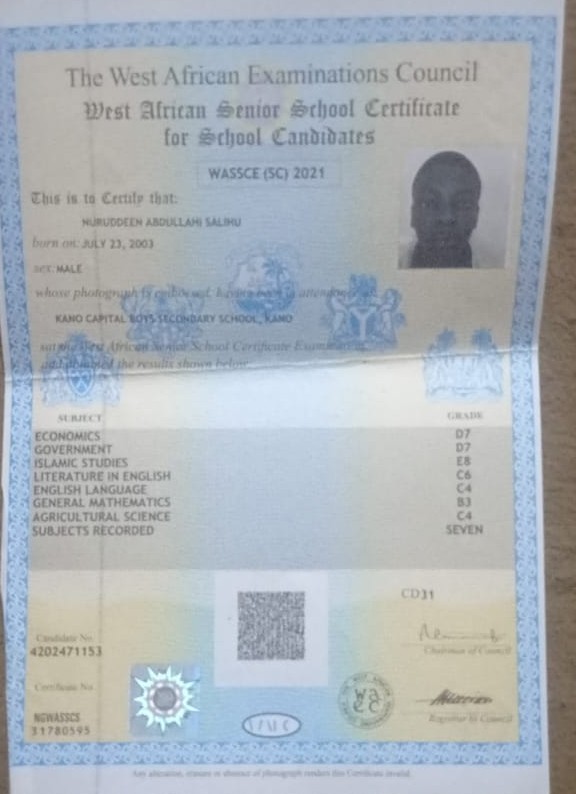 The West African Examinations Council
West African Senior School Certificate
for School Candidates
WASSCE (SC) 2021
This is to Certify that:
NURUDDEEN ABDULLAHI SALIHU
born on: JULY 23, 2003
sex: MALE
whose photograph is endorsed, having been in attendance at
KANO CAPITAL BOYS SECONDARY SCHOOL, KANO
sat the West African Senior School Certificate Examination
and obtained the results shown below
SUBJECT GRADE
ECONOMICS D7
GOVERNMENT D7
ISLAMIC STUDIES E8
LITERATURE IN ENGLISH C6
ENGLISH LANGUAGE C4
GENERAL MATHEMATICS B3
AGRICULTURAL SCIENCE C4
SUBJECTS RECORDED SEVEN
CD31
Candidate No.
4202471153
Chairman of Council
Certificate No.
NGWASSCS
31780595
Registrar to Council
Any alteration, erasure or absence of photograph renders this Certificate invalid.